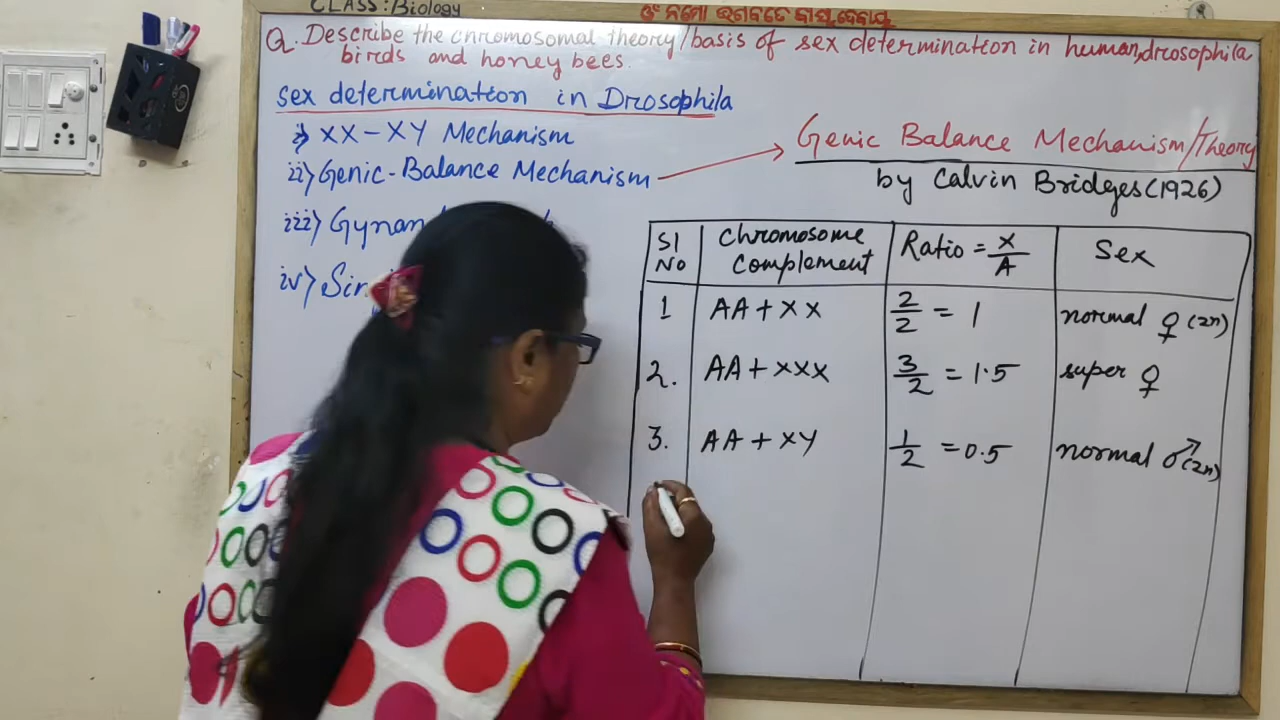 CLASS: Biology
ଓଁ ନମୋ ଭଗବତେ ବାସୁଦେବାୟ
Q. Describe the chromosomal theory/basis of sex determination in human, drosophila
birds and honey bees.
sex determination in Drosophila
i) XX-XY Mechanism
ii) Genic-Balance Mechanism
iii)
iv)
Genic Balance Mechanism/Theory
by Calvin Bridges (1926)
Sl No | Chromosome Complement | Ratio = X/A | Sex
1 | AA + XX | 2/2 = 1 | normal ♀ (2n)
2. | AA + XXX | 3/2 = 1.5 | super ♀
3. | AA + XY | 1/2 = 0.5 | normal ♂ (2n)